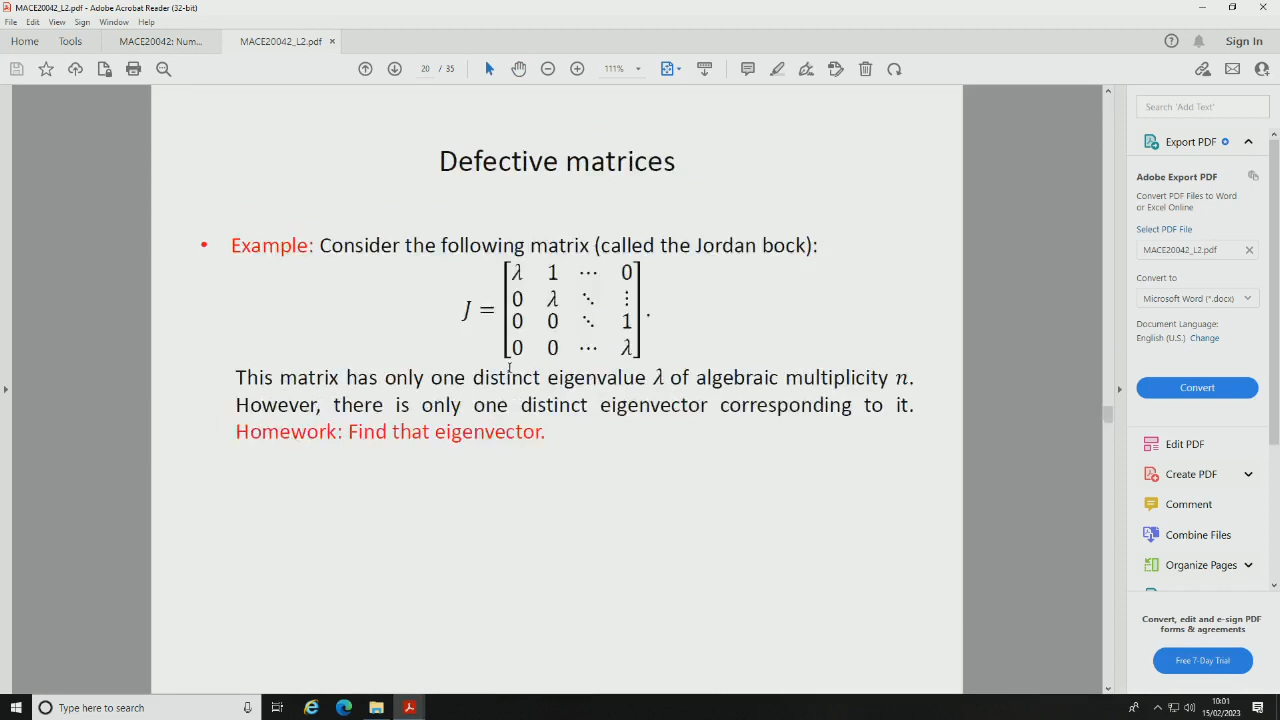 MACE20042_L2.pdf - Adobe Acrobat Reader (32-bit)
File Edit View Sign Window Help
Home Tools MACE20042: Num... MACE20042_L2.pdf × Sign In
20 / 35 111%
Defective matrices
• Example: Consider the following matrix (called the Jordan bock):
J = [λ 1 ⋯ 0
0 λ ⋱ ⋮
0 0 ⋱ 1
0 0 ⋯ λ].
This matrix has only one distinct eigenvalue λ of algebraic multiplicity n.
However, there is only one distinct eigenvector corresponding to it.
Homework: Find that eigenvector.
Search 'Add Text'
Export PDF
Adobe Export PDF
Convert PDF Files to Word
or Excel Online
Select PDF File
MACE20042_L2.pdf ×
Convert to
Microsoft Word (*.docx)
Document Language:
English (U.S.) Change
Convert
Edit PDF
Create PDF
Comment
Combine Files
Organize Pages
Convert, edit and e-sign PDF
forms & agreements
Free 7-Day Trial
Type here to search
10:01
15/02/2023